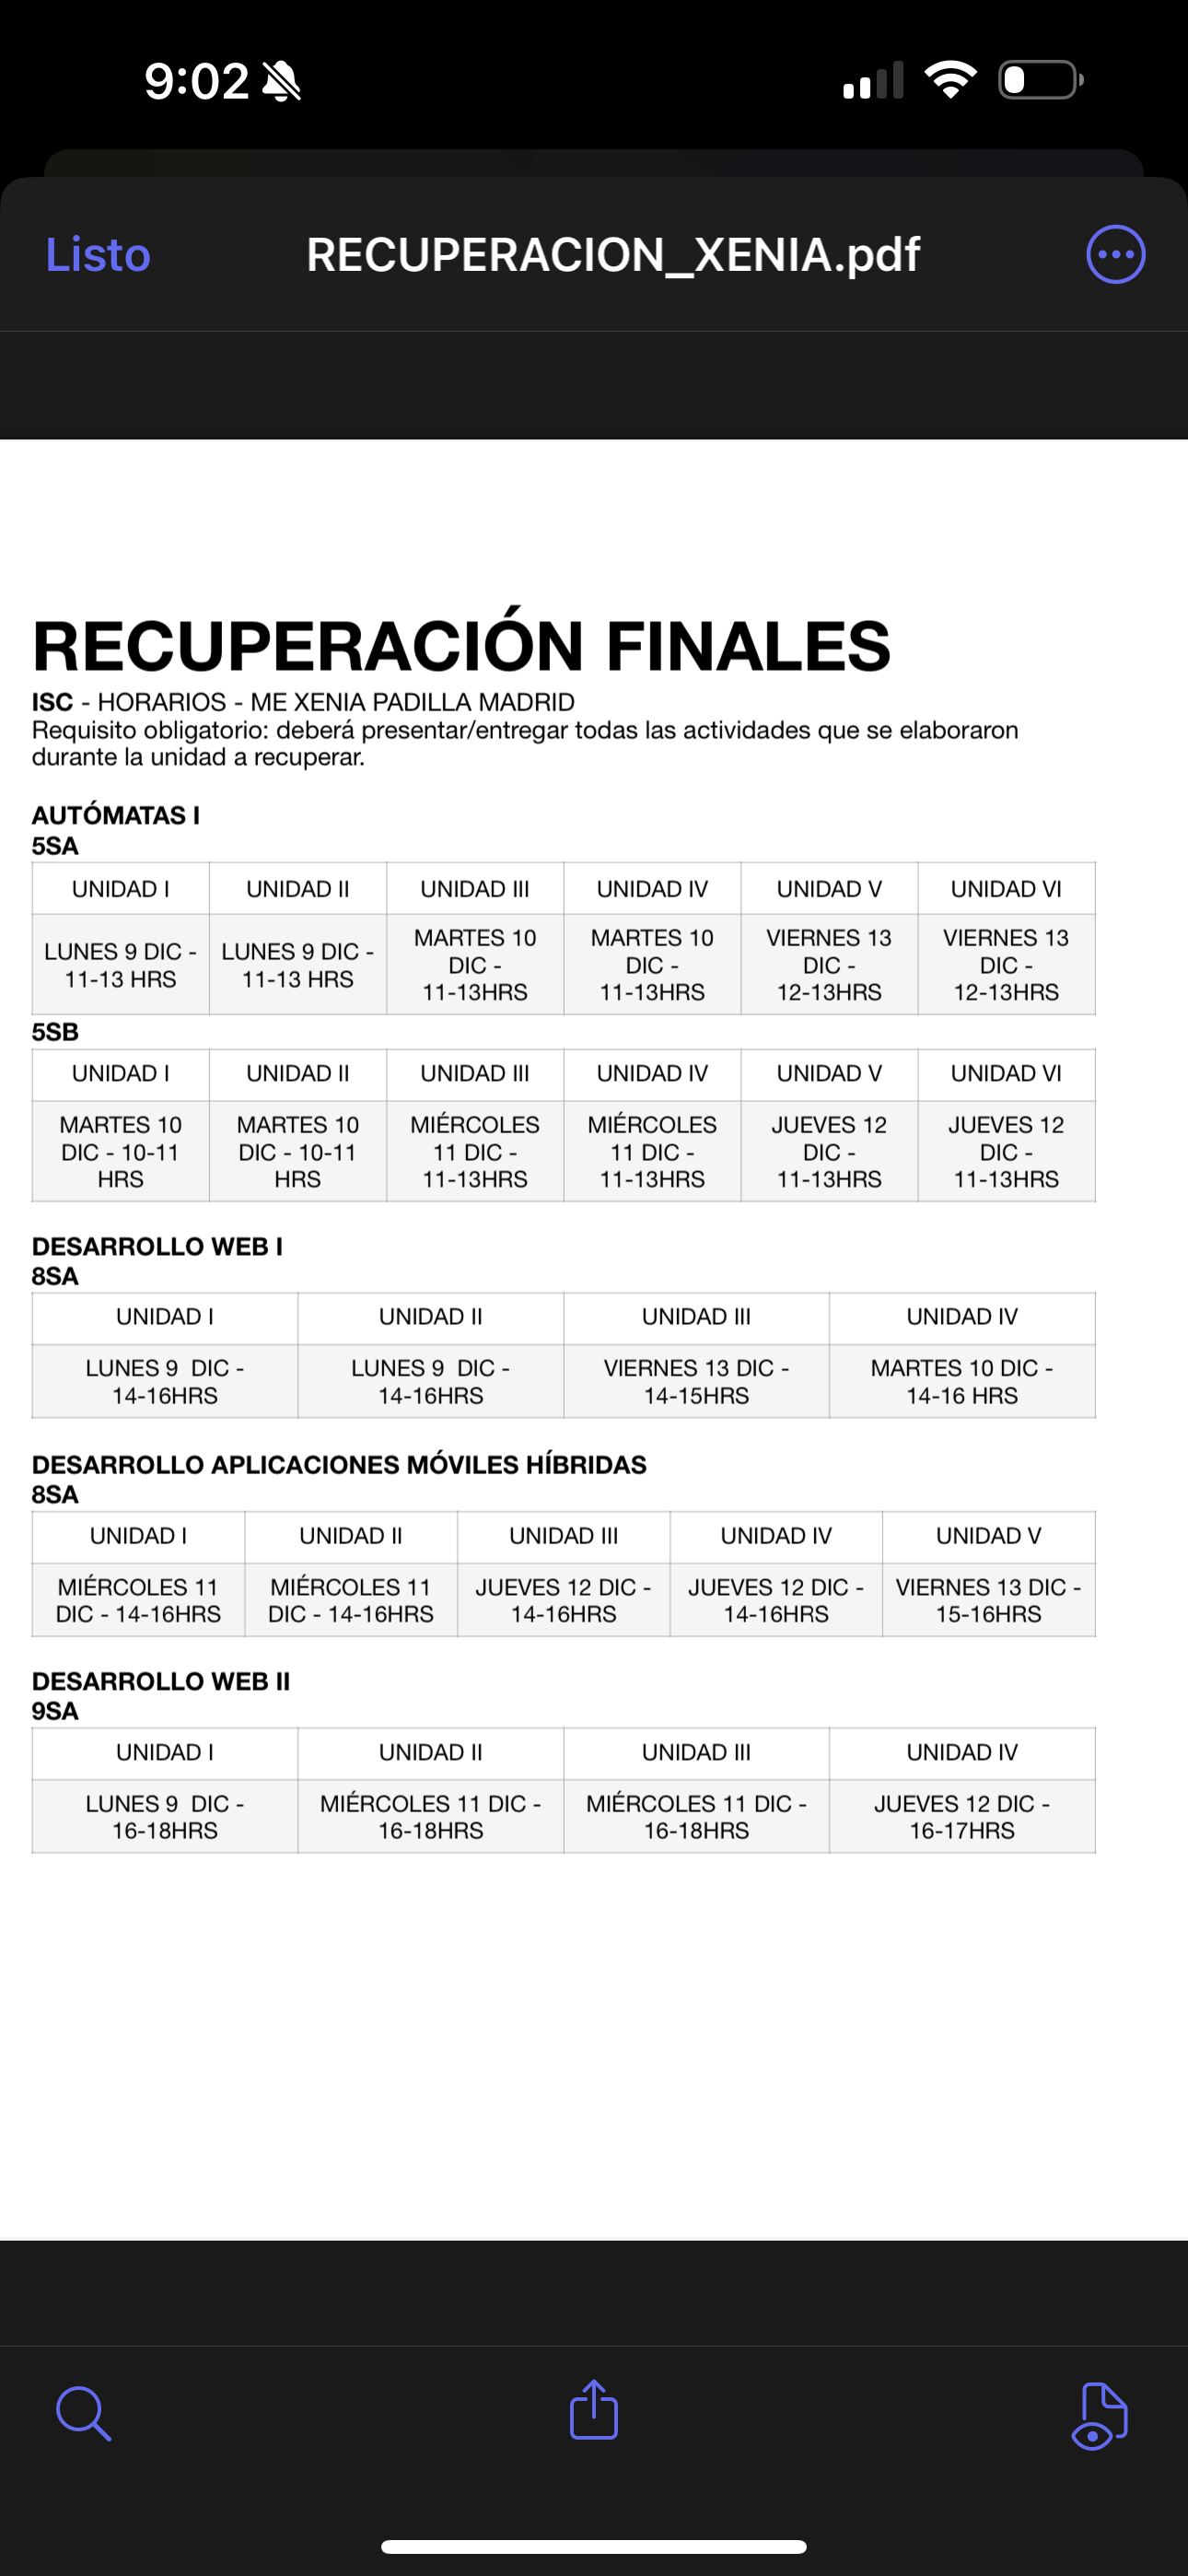 9:02
Listo
RECUPERACION_XENIA.pdf
RECUPERACIÓN FINALES
ISC - HORARIOS - ME XENIA PADILLA MADRID
Requisito obligatorio: deberá presentar/entregar todas las actividades que se elaboraron
durante la unidad a recuperar.
AUTÓMATAS I
5SA
UNIDAD I UNIDAD II UNIDAD III UNIDAD IV UNIDAD V UNIDAD VI
LUNES 9 DIC -
11-13 HRS
LUNES 9 DIC -
11-13 HRS
MARTES 10
DIC -
11-13HRS
MARTES 10
DIC -
11-13HRS
VIERNES 13
DIC -
12-13HRS
VIERNES 13
DIC -
12-13HRS
5SB
UNIDAD I UNIDAD II UNIDAD III UNIDAD IV UNIDAD V UNIDAD VI
MARTES 10
DIC - 10-11
HRS
MARTES 10
DIC - 10-11
HRS
MIÉRCOLES
11 DIC -
11-13HRS
MIÉRCOLES
11 DIC -
11-13HRS
JUEVES 12
DIC -
11-13HRS
JUEVES 12
DIC -
11-13HRS
DESARROLLO WEB I
8SA
UNIDAD I UNIDAD II UNIDAD III UNIDAD IV
LUNES 9 DIC -
14-16HRS
LUNES 9 DIC -
14-16HRS
VIERNES 13 DIC -
14-15HRS
MARTES 10 DIC -
14-16 HRS
DESARROLLO APLICACIONES MÓVILES HÍBRIDAS
8SA
UNIDAD I UNIDAD II UNIDAD III UNIDAD IV UNIDAD V
MIÉRCOLES 11
DIC - 14-16HRS
MIÉRCOLES 11
DIC - 14-16HRS
JUEVES 12 DIC -
14-16HRS
JUEVES 12 DIC -
14-16HRS
VIERNES 13 DIC -
15-16HRS
DESARROLLO WEB II
9SA
UNIDAD I UNIDAD II UNIDAD III UNIDAD IV
LUNES 9 DIC -
16-18HRS
MIÉRCOLES 11 DIC -
16-18HRS
MIÉRCOLES 11 DIC -
16-18HRS
JUEVES 12 DIC -
16-17HRS